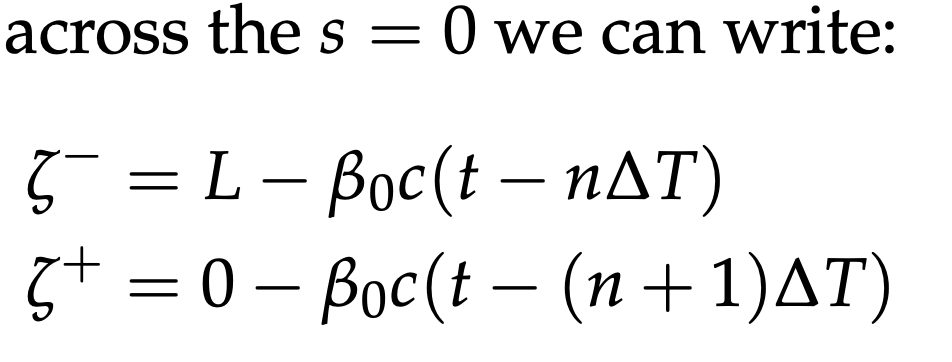 across the s = 0 we can write:
ζ⁻ = L − β₀c(t − nΔT)
ζ⁺ = 0 − β₀c(t − (n + 1)ΔT)